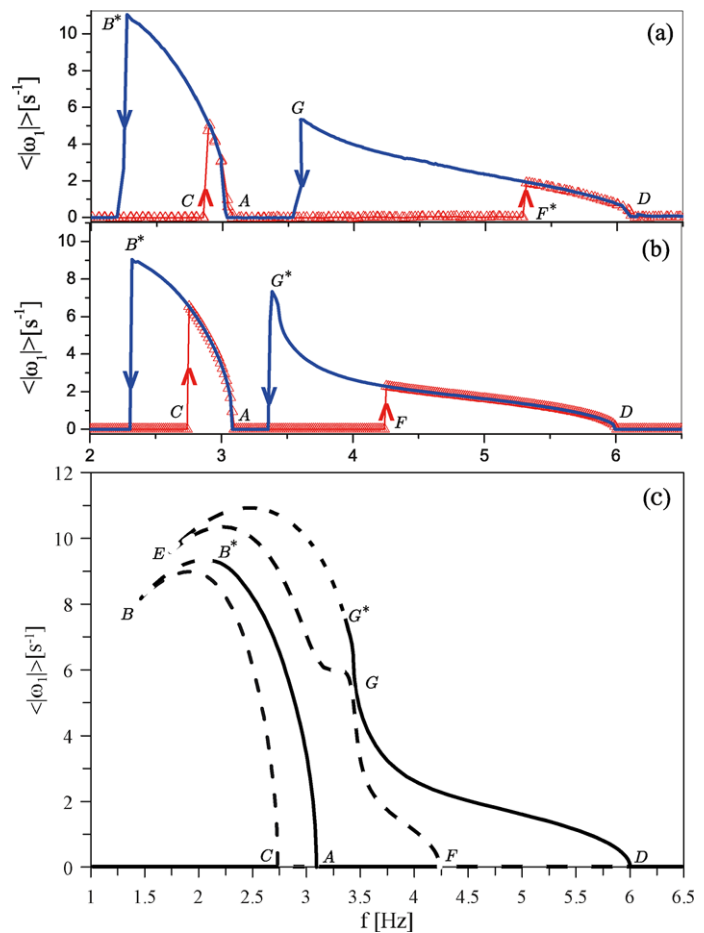 (a)
<|ω₁|>[s⁻¹]
10
8
6
4
2
0
B*
C
A
G
F*
D
(b)
<|ω₁|>[s⁻¹]
10
8
6
4
2
0
B*
C
A
G*
F
D
2 3 4 5 6
(c)
<|ω₁|>[s⁻¹]
12
10
8
6
4
2
0
E
B*
B
G*
G
C
A
F
D
1 1.5 2 2.5 3 3.5 4 4.5 5 5.5 6 6.5
f [Hz]